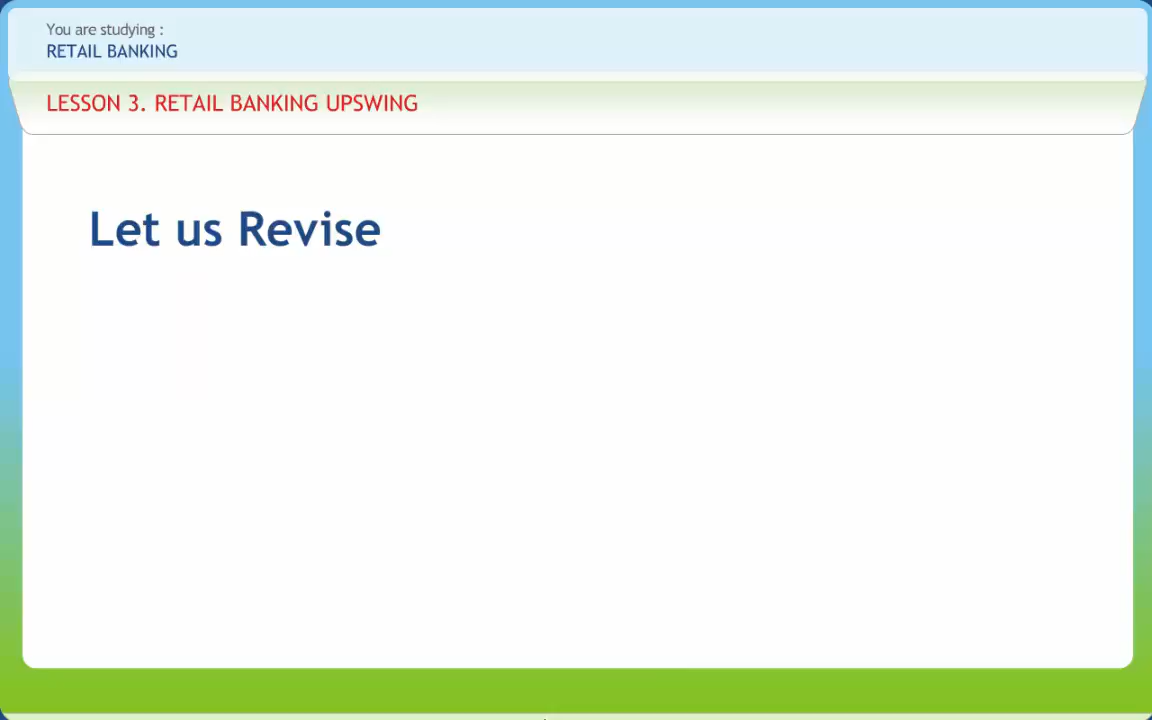 You are studying :
RETAIL BANKING
LESSON 3. RETAIL BANKING UPSWING
Let us Revise